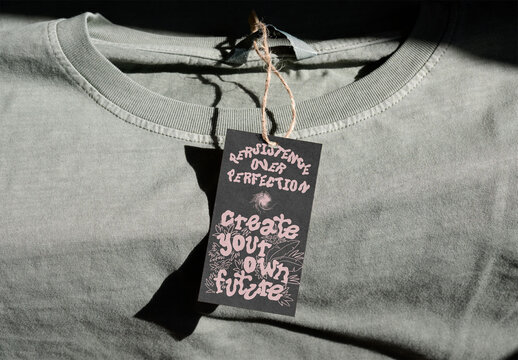 PERSISTENCE
OVER
PERFECTION
create
your
own
future